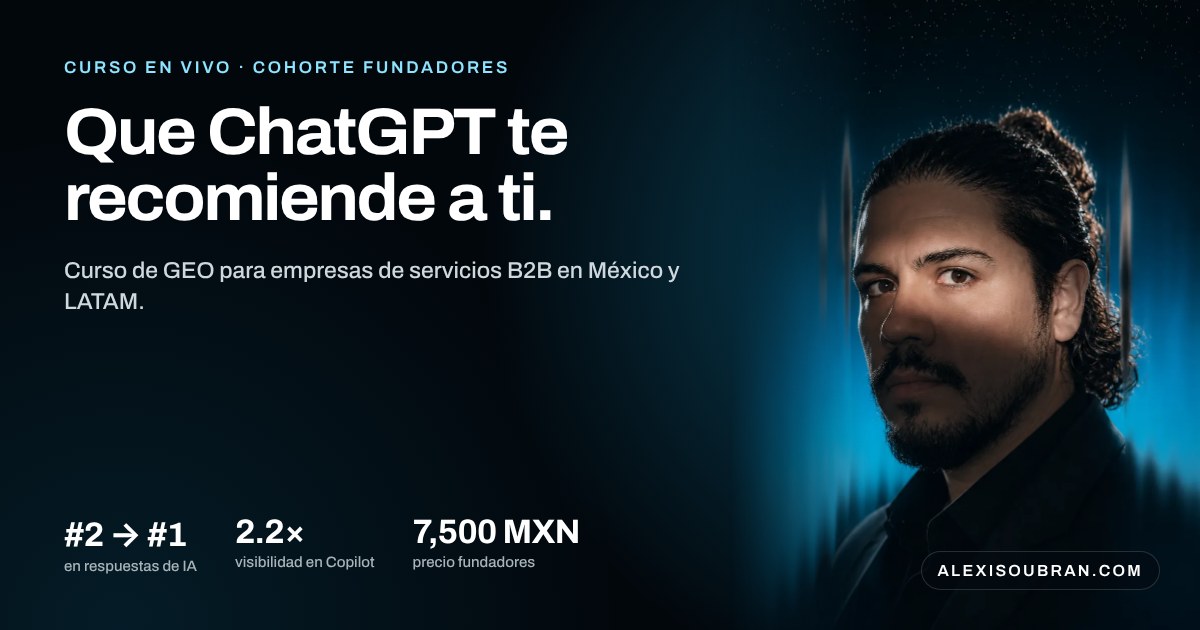 CURSO EN VIVO · COHORTE FUNDADORES
Que ChatGPT te
recomiende a ti.
Curso de GEO para empresas de servicios B2B en México y
LATAM.
#2 → #1
en respuestas de IA
2.2×
visibilidad en Copilot
7,500 MXN
precio fundadores
ALEXISOUBRAN.COM